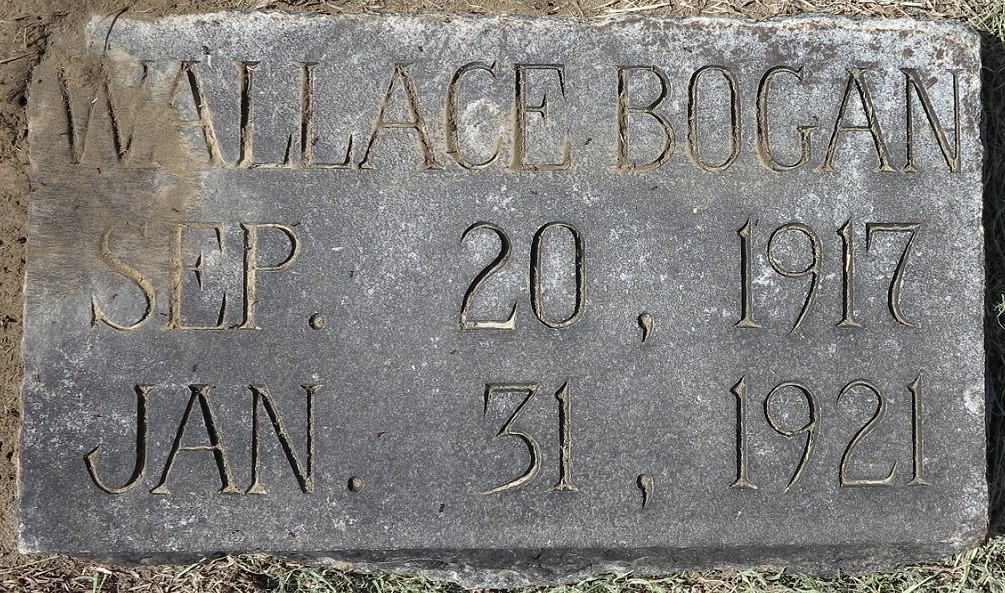 WALLACE BOGAN
SEP. 20, 1917
JAN. 31, 1921